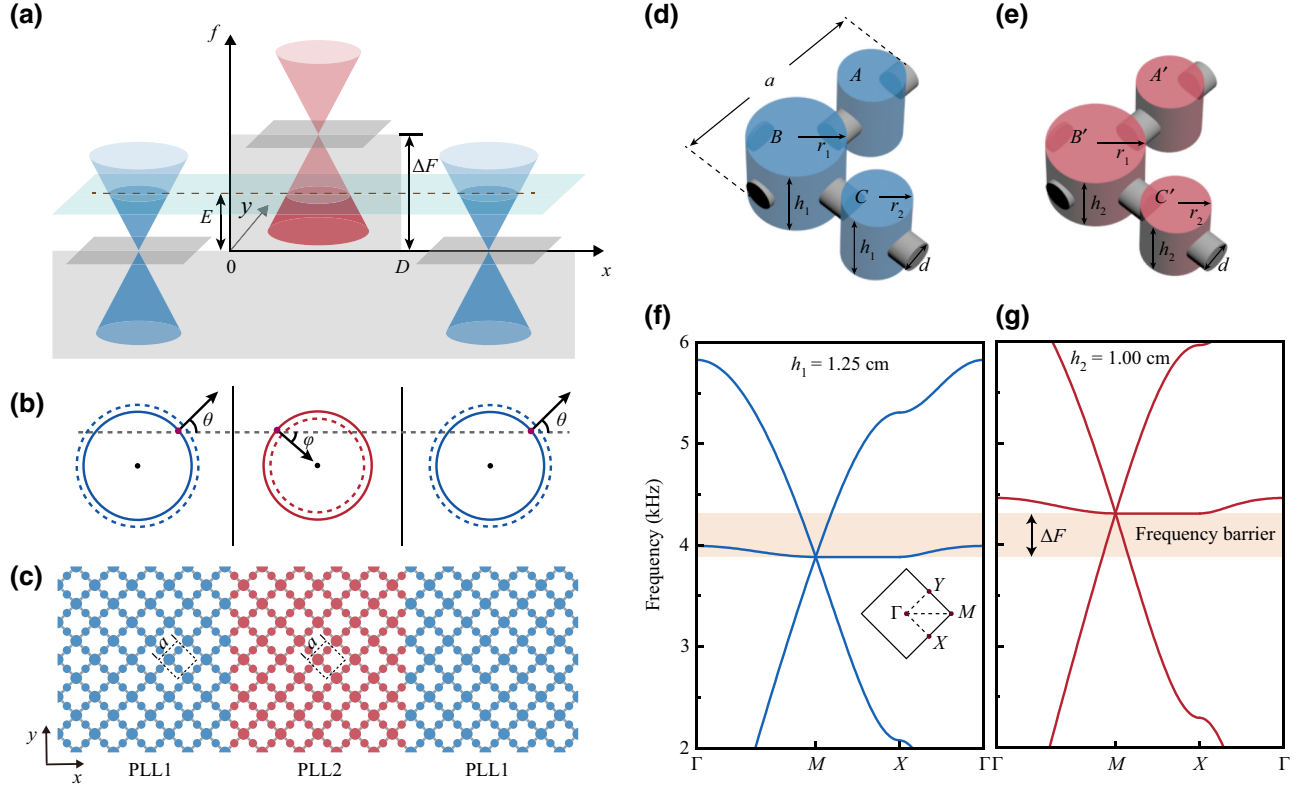 (a)
f
ΔF
E
y
0
D
x
(b)
θ
φ
θ
(c)
a
a
y
x
PLL1
PLL2
PLL1
(d)
a
A
B
r1
C
r2
h1
h1
d
(e)
A′
B′
r1
C′
r2
h2
h2
d
(f)
6
5
4
3
2
Frequency (kHz)
h1 = 1.25 cm
Γ
Y
M
X
Γ
M
X
Γ
(g)
h2 = 1.00 cm
ΔF
Frequency barrier
Γ
M
X
Γ